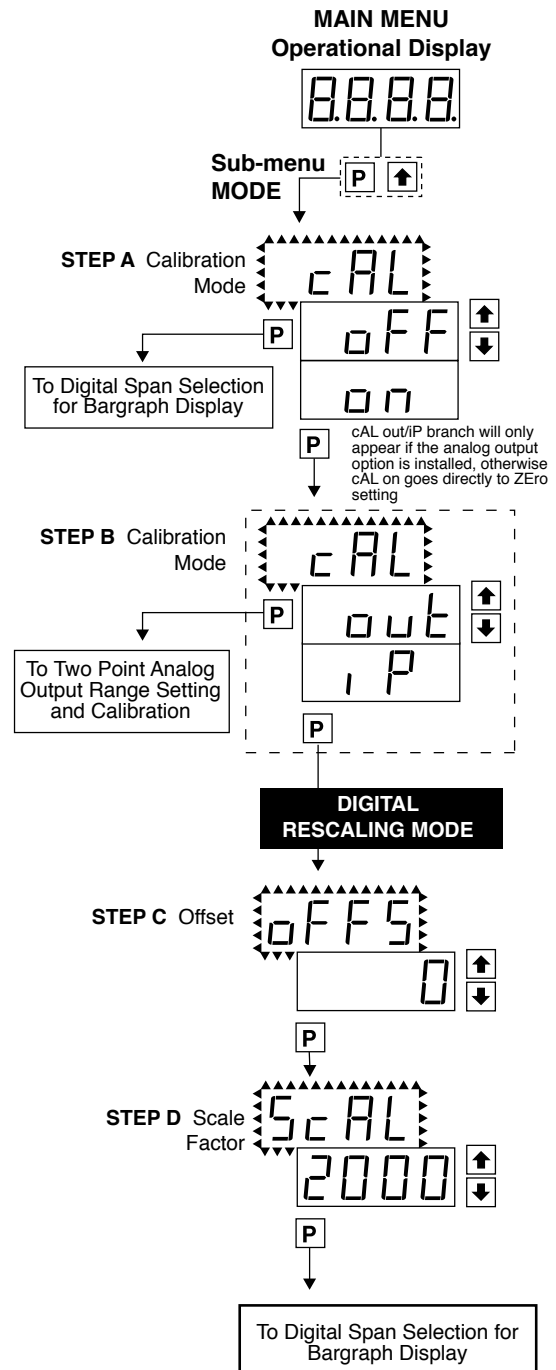 MAIN MENU
Operational Display
8.8.8.8.
Sub-menu
MODE
P
STEP A Calibration
Mode
cAL
P
oFF
on
To Digital Span Selection
for Bargraph Display
P
cAL out/iP branch will only
appear if the analog output
option is installed, otherwise
cAL on goes directly to ZEro
setting
STEP B Calibration
Mode
cAL
P
out
iP
To Two Point Analog
Output Range Setting
and Calibration
P
DIGITAL
RESCALING MODE
STEP C Offset
oFFS
0
P
STEP D Scale
Factor
ScAL
2000
P
To Digital Span Selection for
Bargraph Display